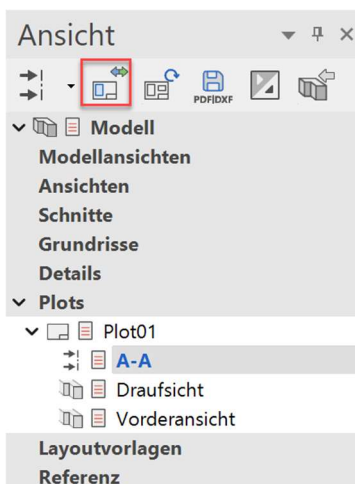 Ansicht
PDF|DXF
Modell
Modellansichten
Ansichten
Schnitte
Grundrisse
Details
Plots
Plot01
A-A
Draufsicht
Vorderansicht
Layoutvorlagen
Referenz